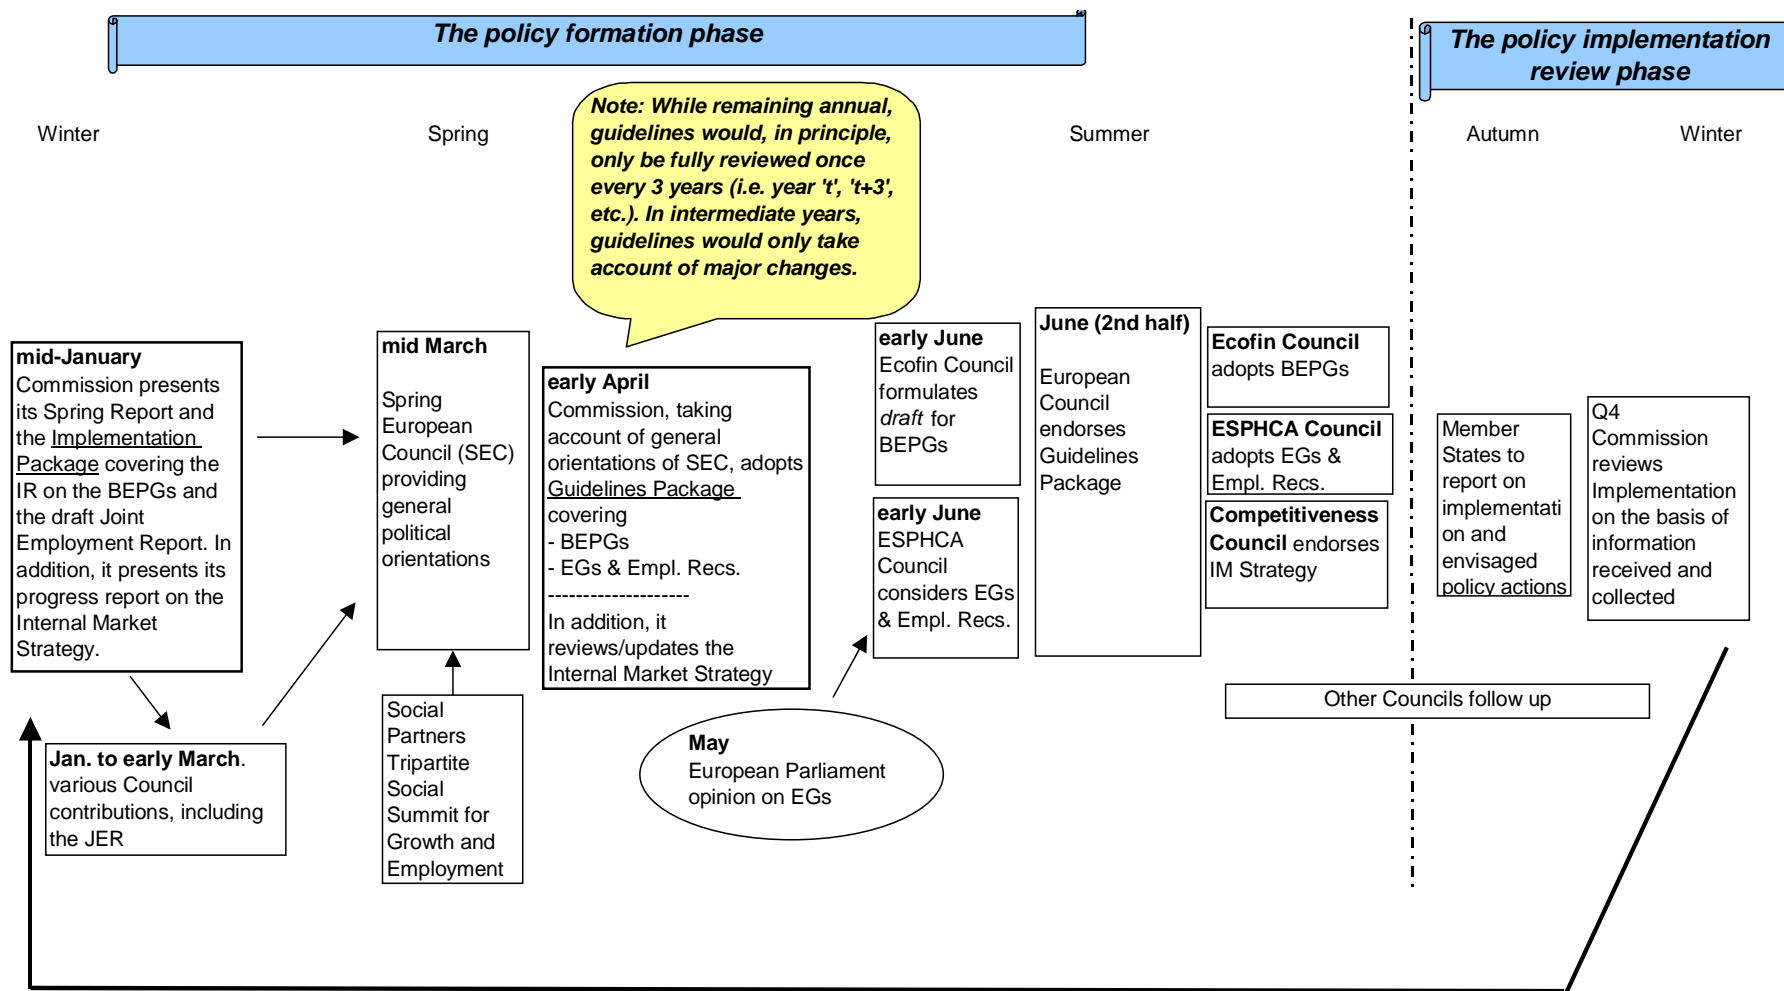 The policy formation phase
The policy implementation
review phase
Winter
Spring
Summer
Autumn
Winter
Note: While remaining annual,
guidelines would, in principle,
only be fully reviewed once
every 3 years (i.e. year 't', 't+3',
etc.). In intermediate years,
guidelines would only take
account of major changes.
mid-January
Commission presents
its Spring Report and
the Implementation
Package covering the
IR on the BEPGs and
the draft Joint
Employment Report. In
addition, it presents its
progress report on the
Internal Market
Strategy.
Jan. to early March.
various Council
contributions, including
the JER
mid March
Spring
European
Council (SEC)
providing
general
political
orientations
Social
Partners
Tripartite
Social
Summit for
Growth and
Employment
early April
Commission, taking
account of general
orientations of SEC, adopts
Guidelines Package
covering
- BEPGs
- EGs & Empl. Recs.
--------------------
In addition, it
reviews/updates the
Internal Market Strategy
May
European Parliament
opinion on EGs
early June
Ecofin Council
formulates
draft for
BEPGs
early June
ESPHCA
Council
considers EGs
& Empl. Recs.
June (2nd half)
European
Council
endorses
Guidelines
Package
Ecofin Council
adopts BEPGs
ESPHCA Council
adopts EGs &
Empl. Recs.
Competitiveness
Council endorses
IM Strategy
Other Councils follow up
Member
States to
report on
implementati
on and
envisaged
policy actions
Q4
Commission
reviews
Implementation
on the basis of
information
received and
collected